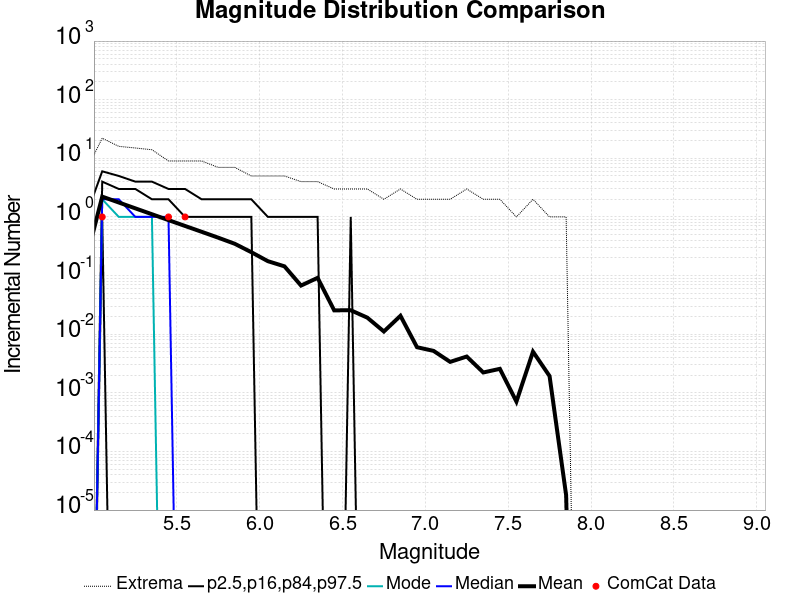 Magnitude Distribution Comparison
10 3
10 2
10 1
10 0
10 -1
10 -2
10 -3
10 -4
10 -5
Incremental Number
5.5 6.0 6.5 7.0 7.5 8.0 8.5 9.0
Magnitude
Extrema p2.5,p16,p84,p97.5 Mode Median Mean ComCat Data